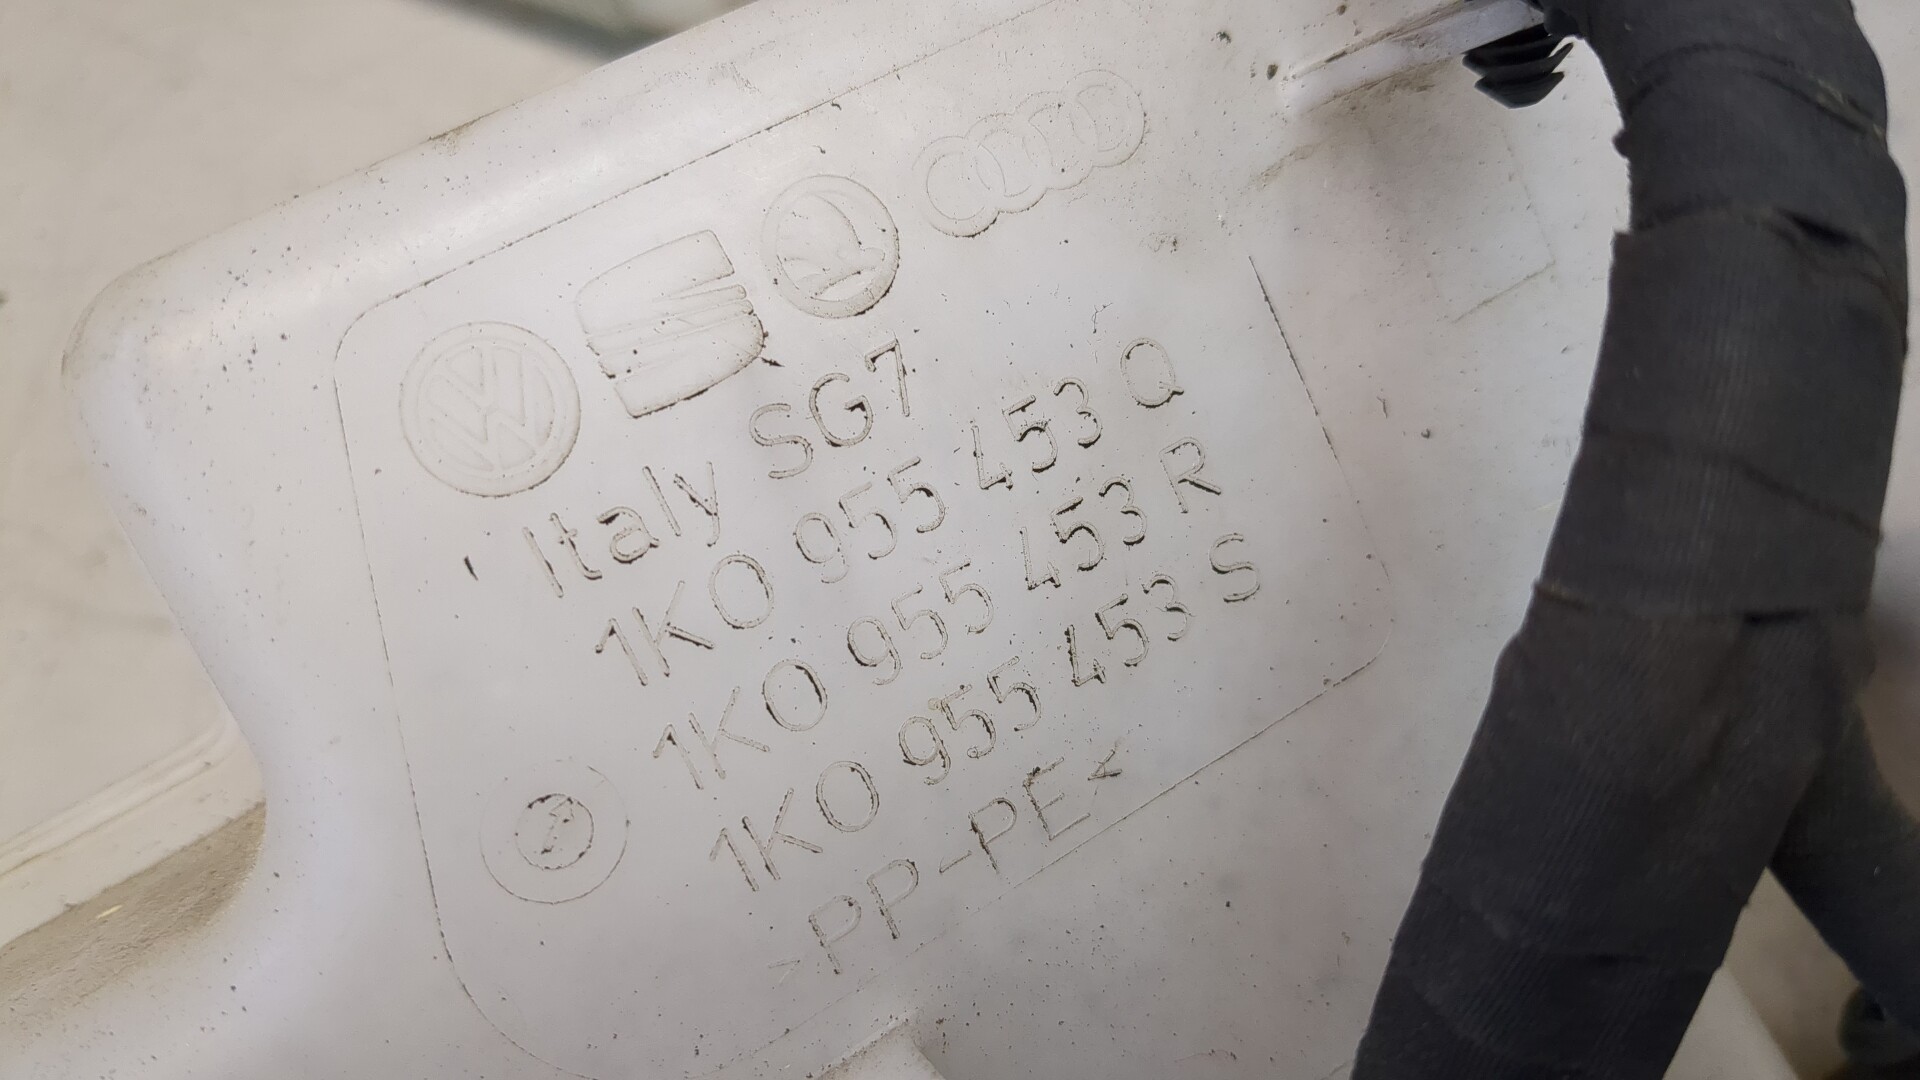 Italy SG7
1K0 955 453 Q
1K0 955 453 R
1K0 955 453 S
>PP-PE<